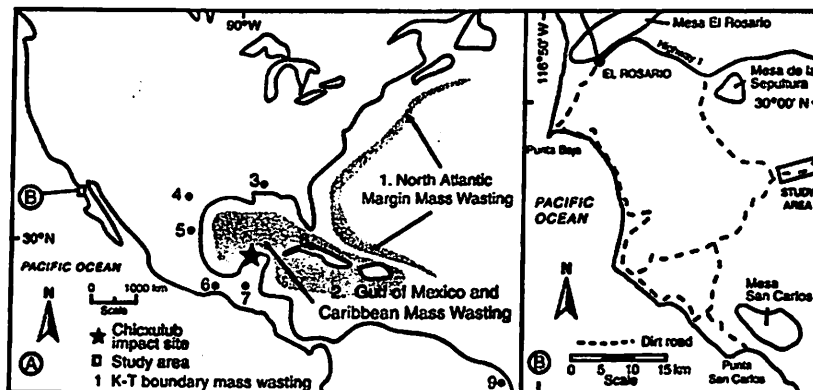 90°W
3
4
B
5
1. North Atlantic
Margin Mass Wasting
30°N
PACIFIC OCEAN
N
0 1000 km
Scale
6
7
2. Gulf of Mexico and
Caribbean Mass Wasting
Chicxulub
impact site
Study area
1 K-T boundary mass wasting
9
A
116°50' W
Mesa El Rosario
Highway 1
EL ROSARIO
Mesa de la
Sepultura
30°00' N
Punta Baja
STUDY
AREA
PACIFIC
OCEAN
N
Mesa
San Carlos
Dirt road
B
0 5 10 15 km
Scale
Punta
San Carlos